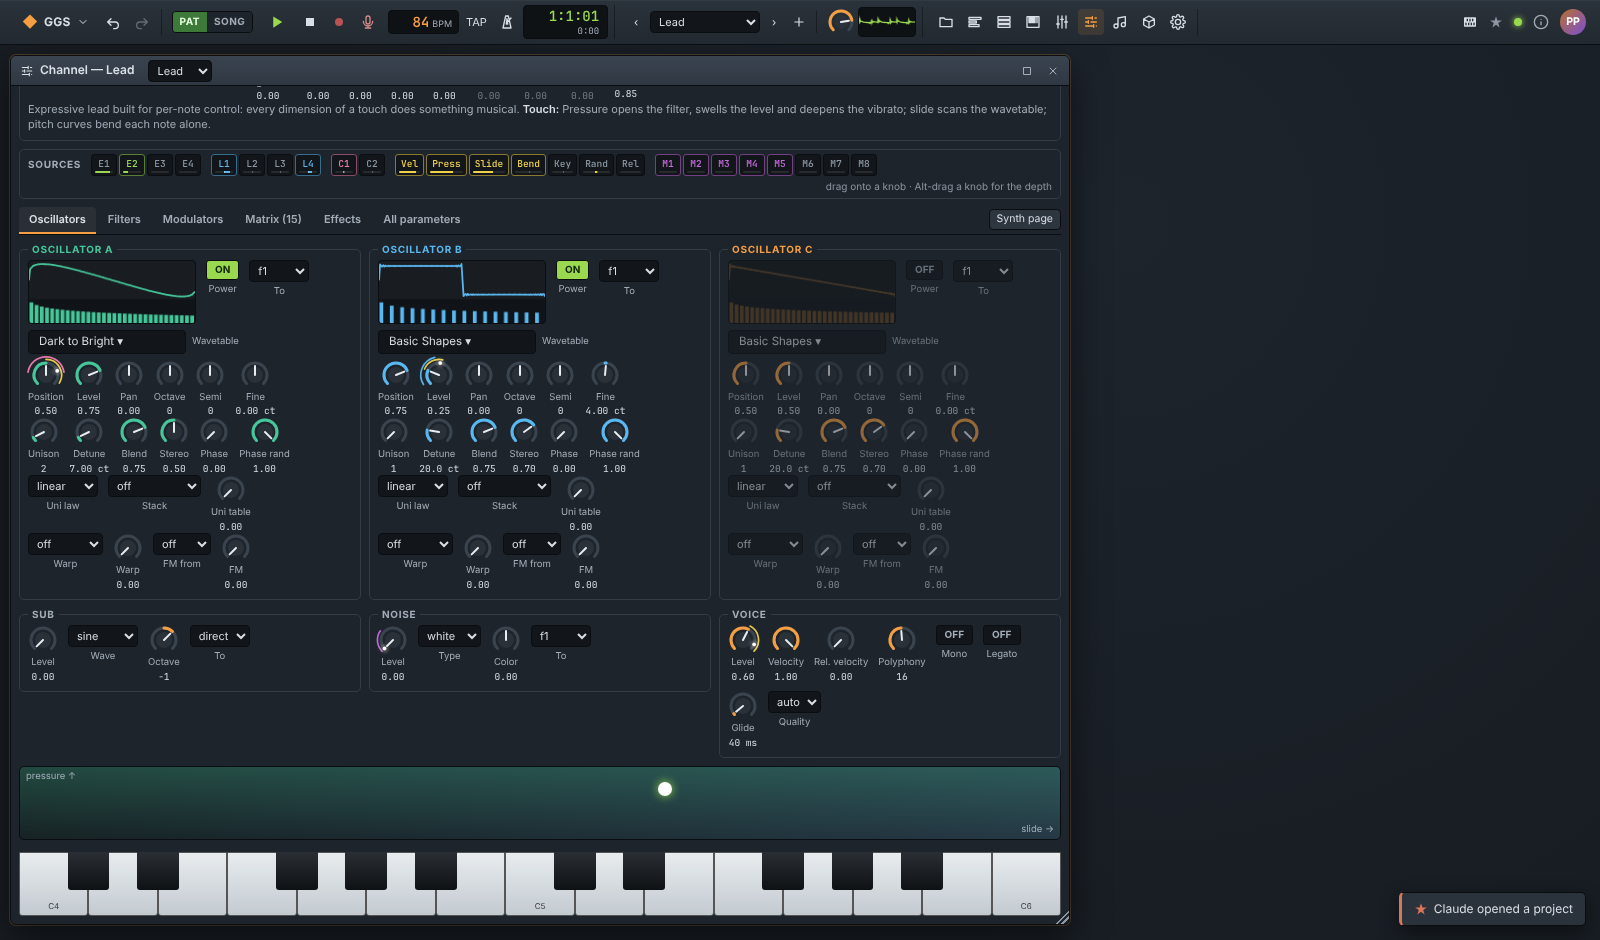 GGS
PAT SONG
84 BPM TAP
1:1:01
0:00
Lead
PP
Channel — Lead
Lead
0.00 0.00 0.00 0.00 0.00 0.00 0.00 0.00 0.85
Expressive lead built for per-note control: every dimension of a touch does something musical. Touch: Pressure opens the filter, swells the level and deepens the vibrato; slide scans the wavetable;
pitch curves bend each note alone.
SOURCES E1 E2 E3 E4 L1 L2 L3 L4 C1 C2 Vel Press Slide Bend Key Rand Rel M1 M2 M3 M4 M5 M6 M7 M8
drag onto a knob · Alt-drag a knob for the depth
Oscillators Filters Modulators Matrix (15) Effects All parameters Synth page
OSCILLATOR A
ON f1
Power To
Dark to Bright ▾ Wavetable
Position Level Pan Octave Semi Fine
0.50 0.75 0.00 0 0 0.00 ct
Unison Detune Blend Stereo Phase Phase rand
2 7.00 ct 0.75 0.50 0.00 1.00
linear off
Uni law Stack Uni table
0.00
off off
Warp Warp FM from FM
0.00 0.00
OSCILLATOR B
ON f1
Power To
Basic Shapes ▾ Wavetable
Position Level Pan Octave Semi Fine
0.75 0.25 0.00 0 0 4.00 ct
Unison Detune Blend Stereo Phase Phase rand
1 20.0 ct 0.75 0.70 0.00 1.00
linear off
Uni law Stack Uni table
0.00
off off
Warp Warp FM from FM
0.00 0.00
OSCILLATOR C
OFF f1
Power To
Basic Shapes ▾ Wavetable
Position Level Pan Octave Semi Fine
0.50 0.50 0.00 0 0 0.00 ct
Unison Detune Blend Stereo Phase Phase rand
1 20.0 ct 0.75 0.70 0.00 1.00
linear off
Uni law Stack Uni table
0.00
off off
Warp Warp FM from FM
0.00 0.00
SUB
sine direct
Level Wave Octave To
0.00 -1
NOISE
white f1
Level Type Color To
0.00 0.00
VOICE
OFF OFF
Level Velocity Rel. velocity Polyphony Mono Legato
0.60 1.00 0.00 16
auto
Glide Quality
40 ms
pressure ↑
slide →
C4 C5 C6
★ Claude opened a project